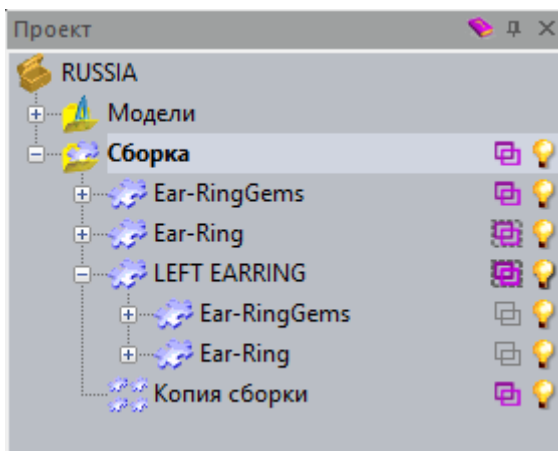 Проект
RUSSIA
Модели
Сборка
Ear-RingGems
Ear-Ring
LEFT EARRING
Ear-RingGems
Ear-Ring
Копия сборки